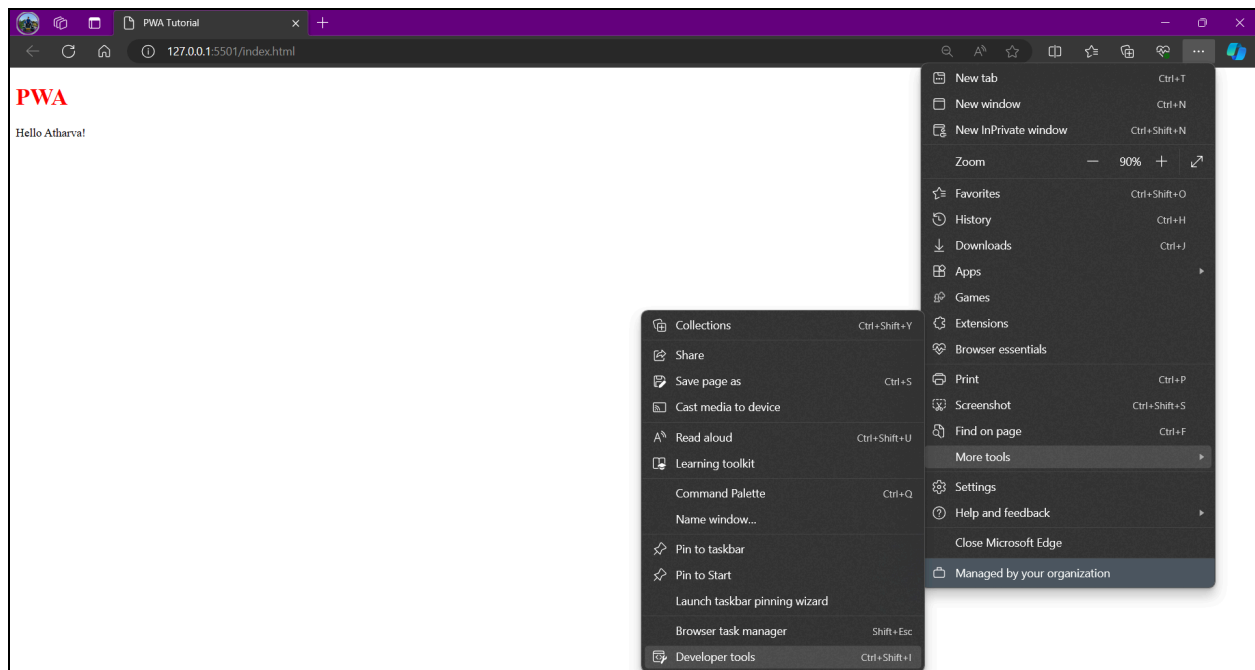 PWA Tutorial
127.0.0.1:5501/index.html
PWA
Hello Atharva!
New tab Ctrl+T
New window Ctrl+N
New InPrivate window Ctrl+Shift+N
Zoom 90%
Favorites Ctrl+Shift+O
History Ctrl+H
Downloads Ctrl+J
Apps
Games
Extensions
Browser essentials
Print Ctrl+P
Screenshot Ctrl+Shift+S
Find on page Ctrl+F
More tools
Settings
Help and feedback
Close Microsoft Edge
Managed by your organization
Collections Ctrl+Shift+Y
Share
Save page as Ctrl+S
Cast media to device
Read aloud Ctrl+Shift+U
Learning toolkit
Command Palette Ctrl+Q
Name window...
Pin to taskbar
Pin to Start
Launch taskbar pinning wizard
Browser task manager Shift+Esc
Developer tools Ctrl+Shift+I